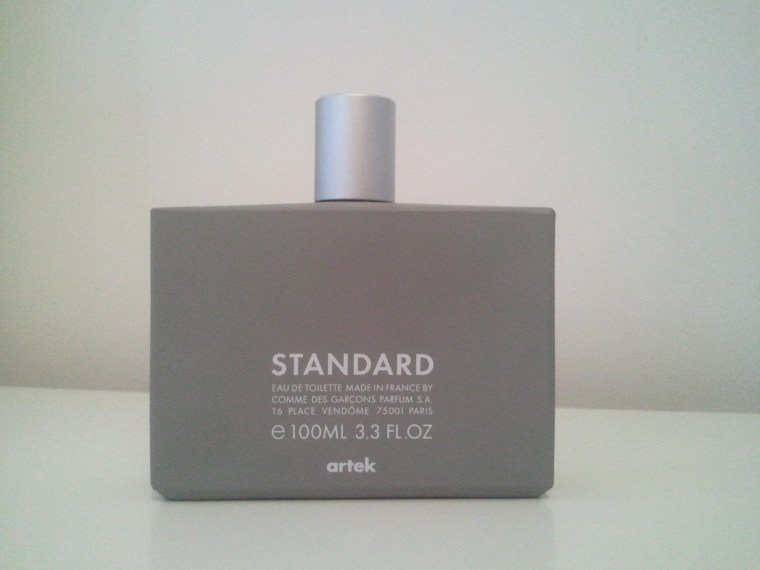 STANDARD
EAU DE TOILETTE MADE IN FRANCE BY
COMME DES GARÇONS PARFUM S.A.
16 PLACE VENDÔME 75001 PARIS
℮ 100ML 3.3 FL.OZ
artek